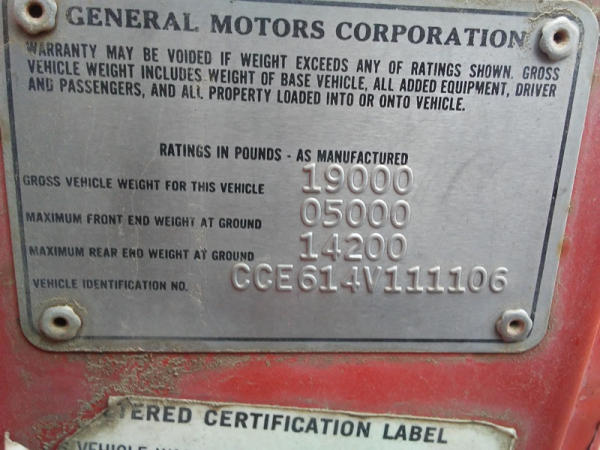 GENERAL MOTORS CORPORATION
WARRANTY MAY BE VOIDED IF WEIGHT EXCEEDS ANY OF RATINGS SHOWN. GROSS
VEHICLE WEIGHT INCLUDES WEIGHT OF BASE VEHICLE, ALL ADDED EQUIPMENT, DRIVER
AND PASSENGERS, AND ALL PROPERTY LOADED INTO OR ONTO VEHICLE.
RATINGS IN POUNDS - AS MANUFACTURED
GROSS VEHICLE WEIGHT FOR THIS VEHICLE 19000
MAXIMUM FRONT END WEIGHT AT GROUND 05000
MAXIMUM REAR END WEIGHT AT GROUND 14200
VEHICLE IDENTIFICATION NO. CCE614V111106
TERED CERTIFICATION LABEL
VEHICLE